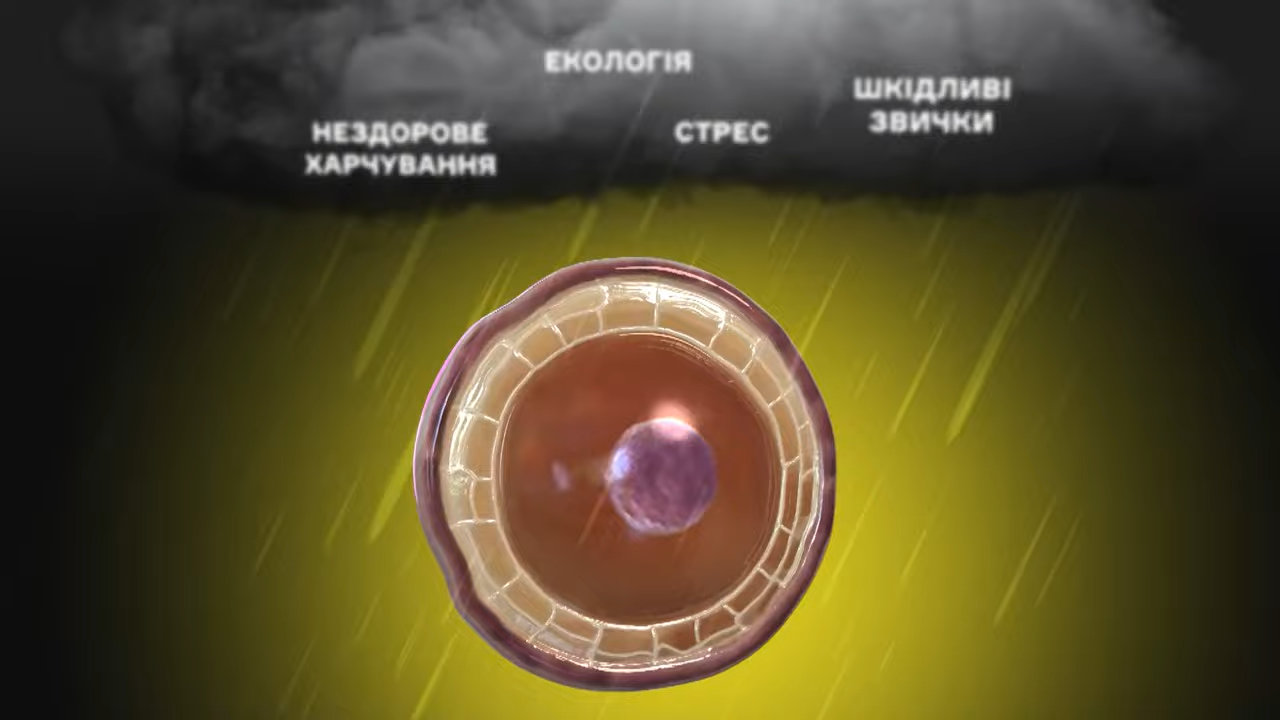 ЕКОЛОГІЯ
ШКІДЛИВІ
ЗВИЧКИ
НЕЗДОРОВЕ
ХАРЧУВАННЯ
СТРЕС